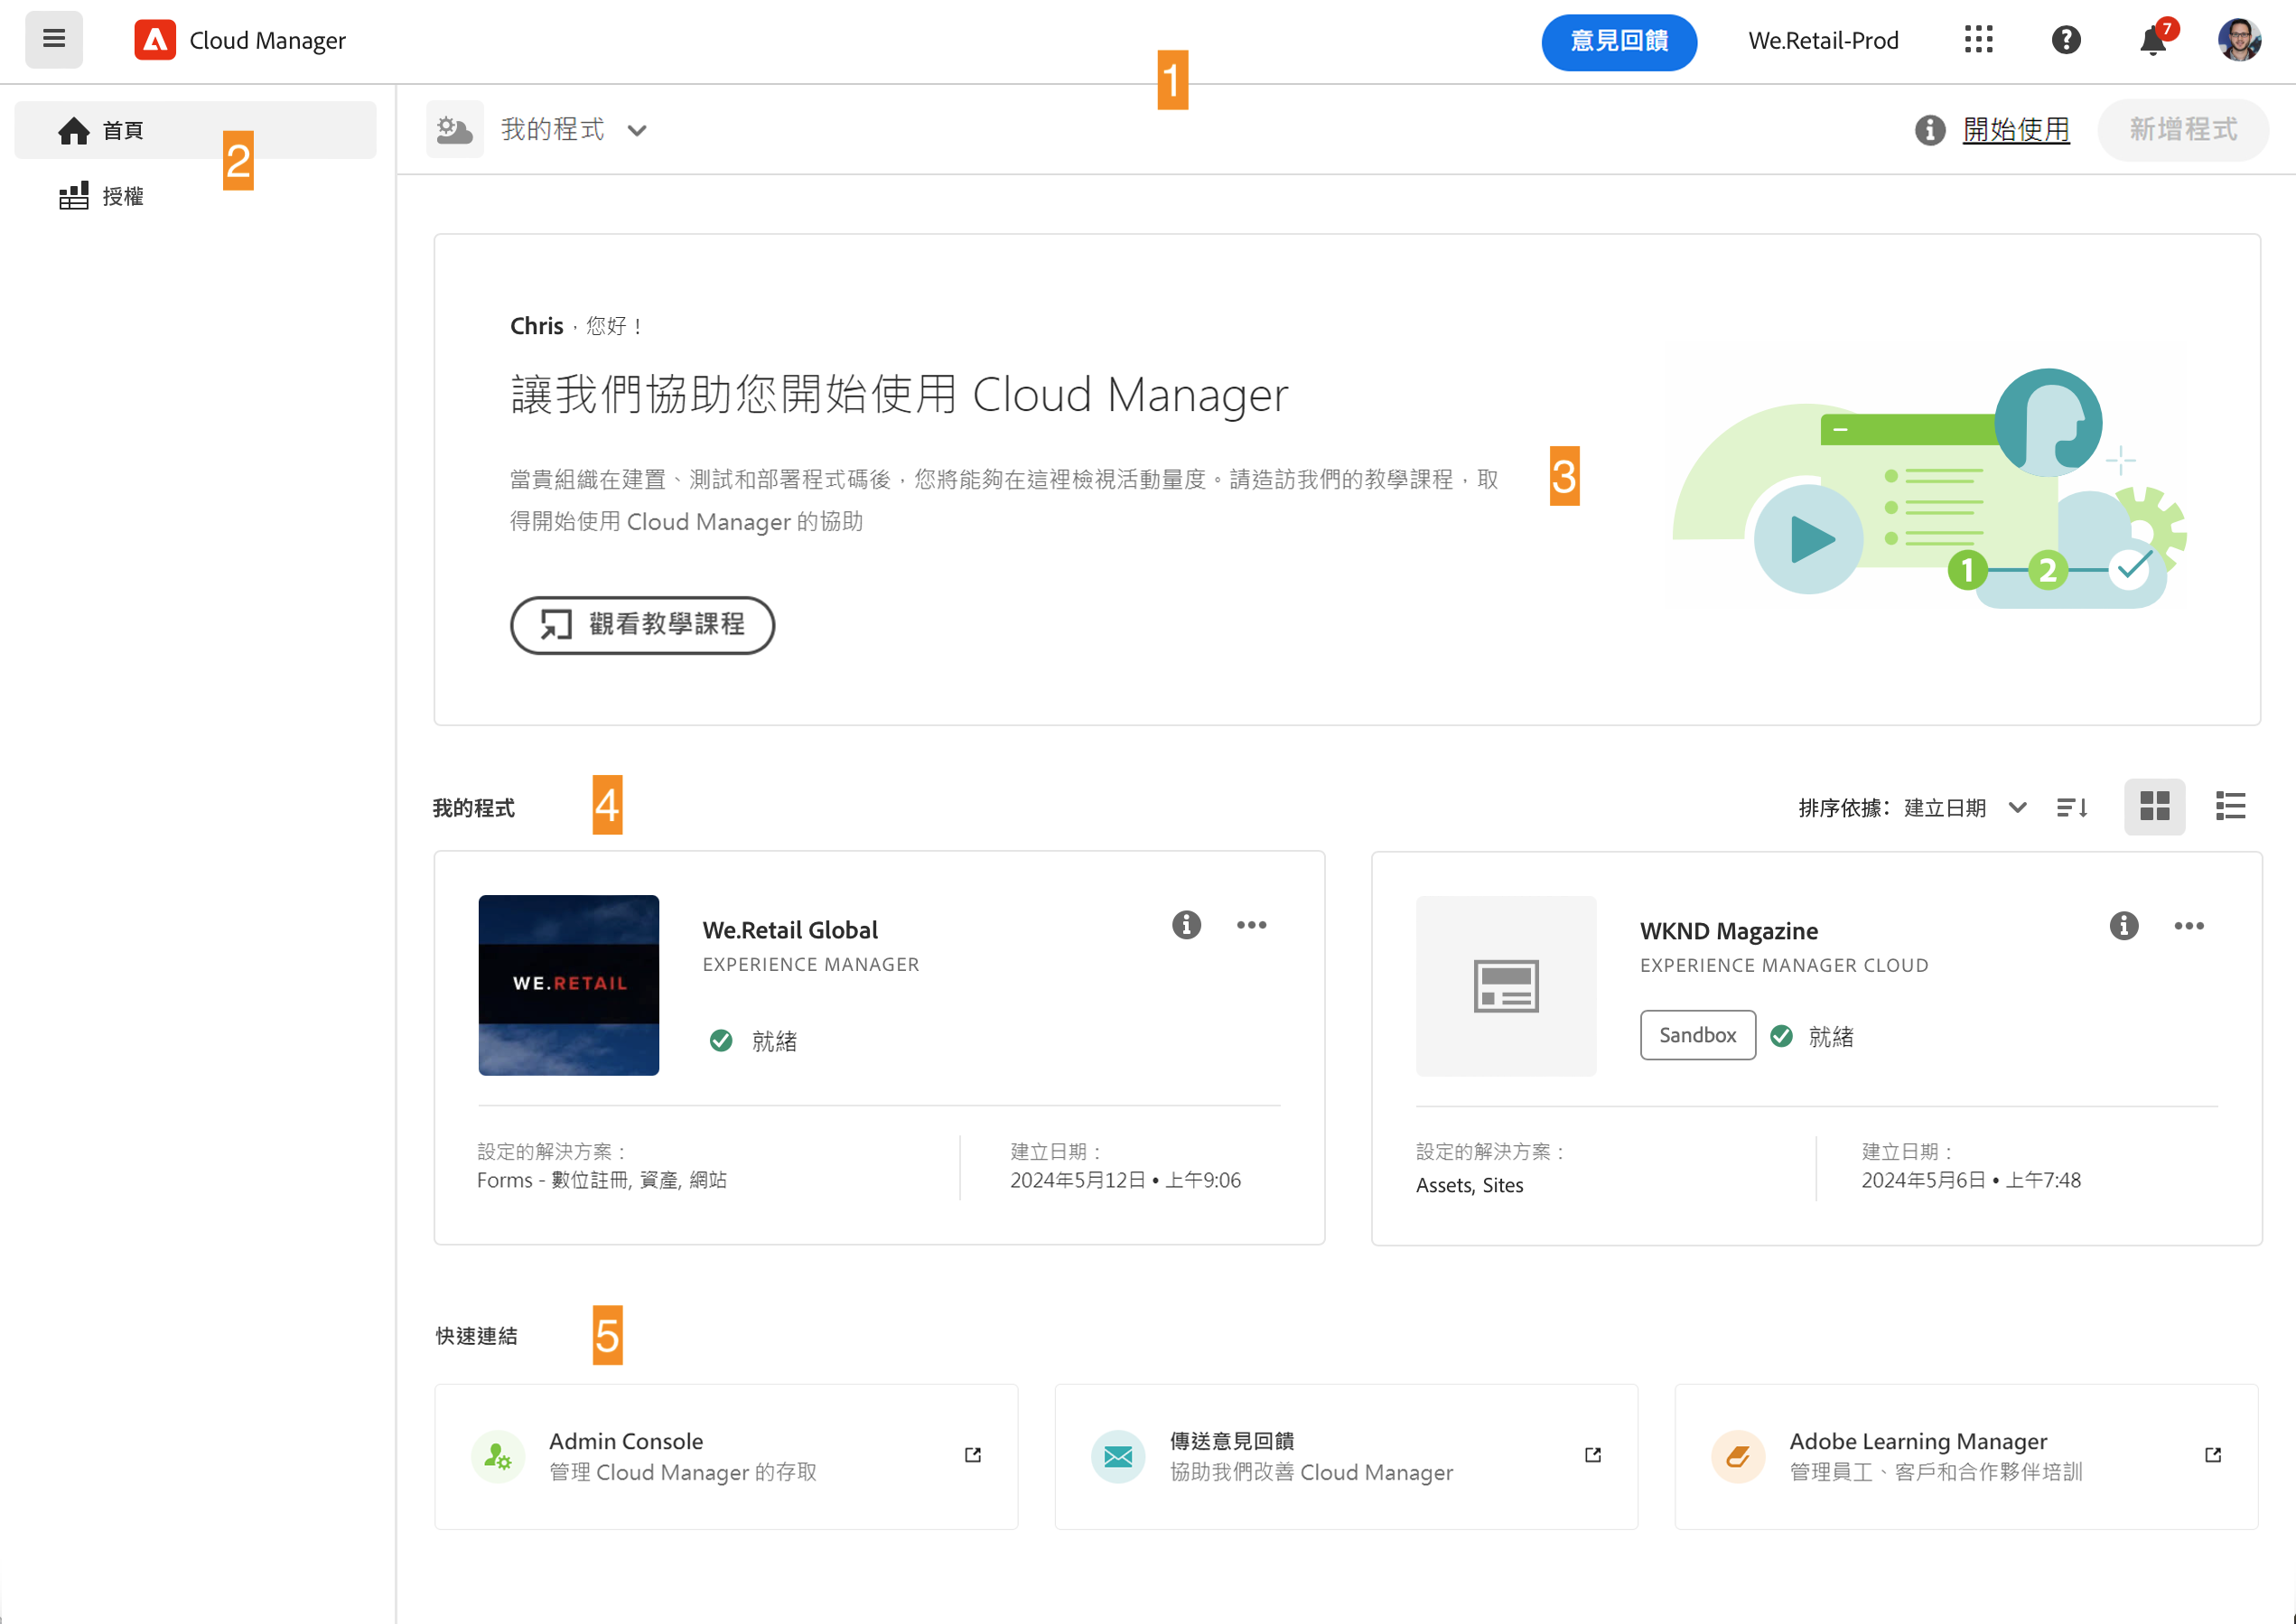 Cloud Manager
意見回饋
We.Retail-Prod
7
1
首頁
2
授權
我的程式
開始使用
新增程式
Chris，您好！
讓我們協助您開始使用 Cloud Manager
當貴組織在建置、測試和部署程式碼後，您將能夠在這裡檢視活動量度。請造訪我們的教學課程，取
得開始使用 Cloud Manager 的協助
觀看教學課程
3
1
2
我的程式
4
排序依據：
建立日期
WE.RETAIL
We.Retail Global
EXPERIENCE MANAGER
就緒
設定的解決方案：
Forms - 數位註冊, 資產, 網站
建立日期：
2024年5月12日 • 上午9:06
WKND Magazine
EXPERIENCE MANAGER CLOUD
Sandbox
就緒
設定的解決方案：
Assets, Sites
建立日期：
2024年5月6日 • 上午7:48
快速連結
5
Admin Console
管理 Cloud Manager 的存取
傳送意見回饋
協助我們改善 Cloud Manager
Adobe Learning Manager
管理員工、客戶和合作夥伴培訓